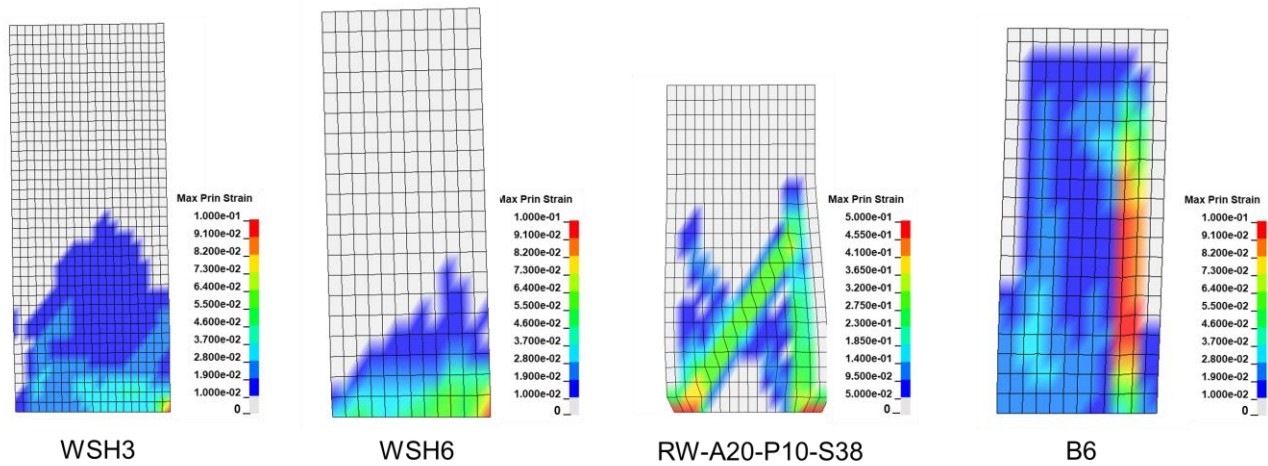 Max Prin Strain
1.000e-01
9.100e-02
8.200e-02
7.300e-02
6.400e-02
5.500e-02
4.600e-02
3.700e-02
2.800e-02
1.900e-02
1.000e-02
0
WSH3
Max Prin Strain
1.000e-01
9.100e-02
8.200e-02
7.300e-02
6.400e-02
5.500e-02
4.600e-02
3.700e-02
2.800e-02
1.900e-02
1.000e-02
0
WSH6
Max Prin Strain
5.000e-01
4.550e-01
4.100e-01
3.650e-01
3.200e-01
2.750e-01
2.300e-01
1.850e-01
1.400e-01
9.500e-02
5.000e-02
0
RW-A20-P10-S38
Max Prin Strain
1.000e-01
9.100e-02
8.200e-02
7.300e-02
6.400e-02
5.500e-02
4.600e-02
3.700e-02
2.800e-02
1.900e-02
1.000e-02
0
B6